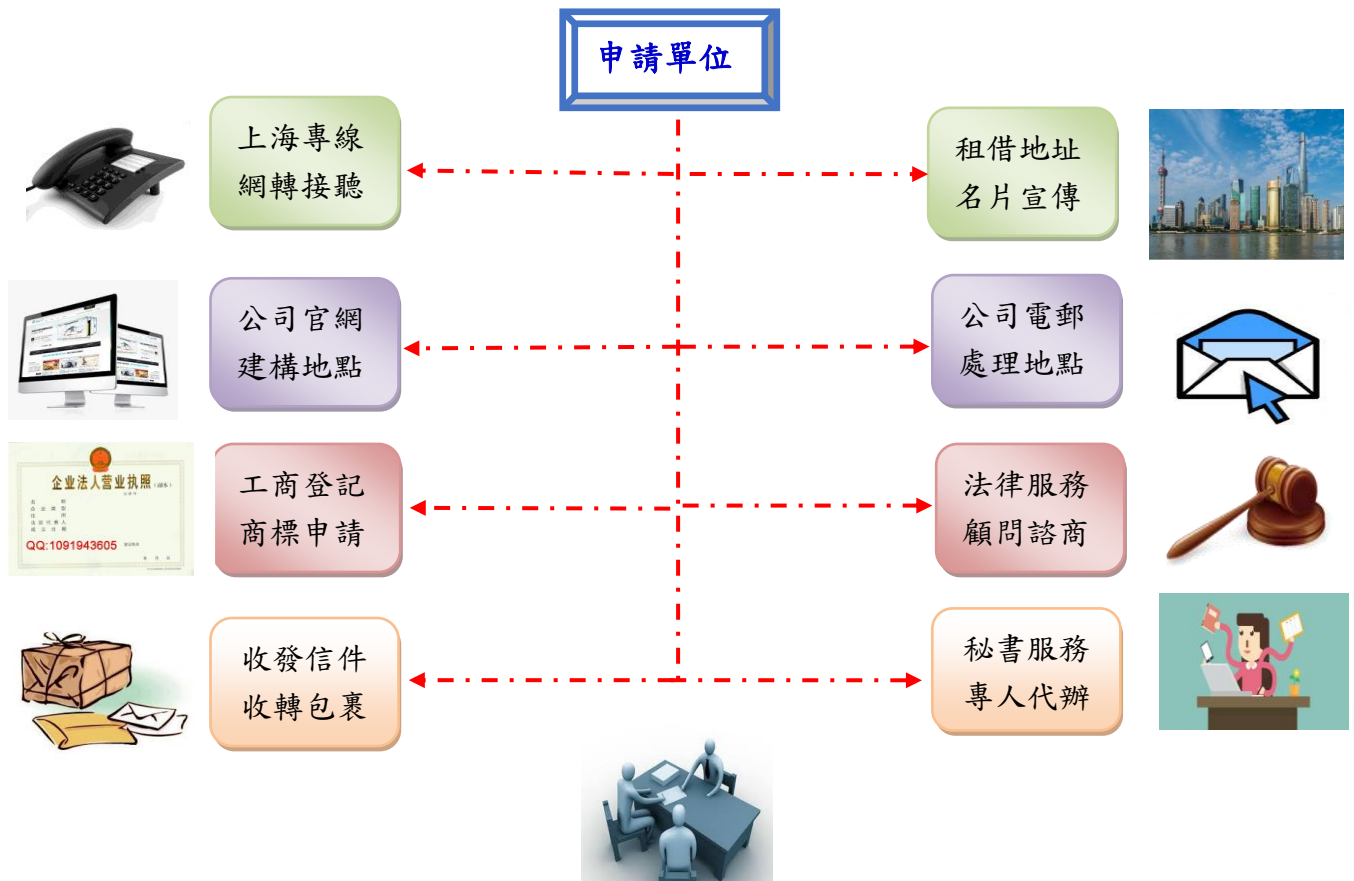 申請單位
上海專線
網轉接聽
租借地址
名片宣傳
公司官網
建構地點
公司電郵
處理地點
企业法人营业执照
QQ:1091943605
工商登記
商標申請
法律服務
顧問諮商
收發信件
收轉包裹
秘書服務
專人代辦